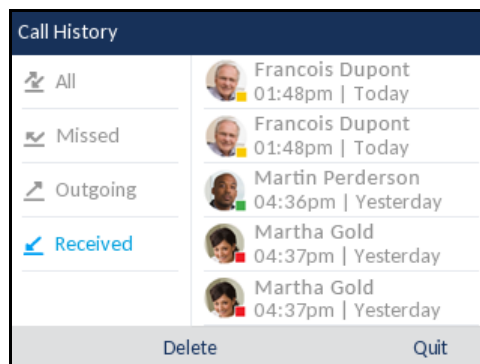 Call History
All
Missed
Outgoing
Received
Francois Dupont
01:48pm | Today
Francois Dupont
01:48pm | Today
Martin Perderson
04:36pm | Yesterday
Martha Gold
04:37pm | Yesterday
Martha Gold
04:37pm | Yesterday
Delete
Quit